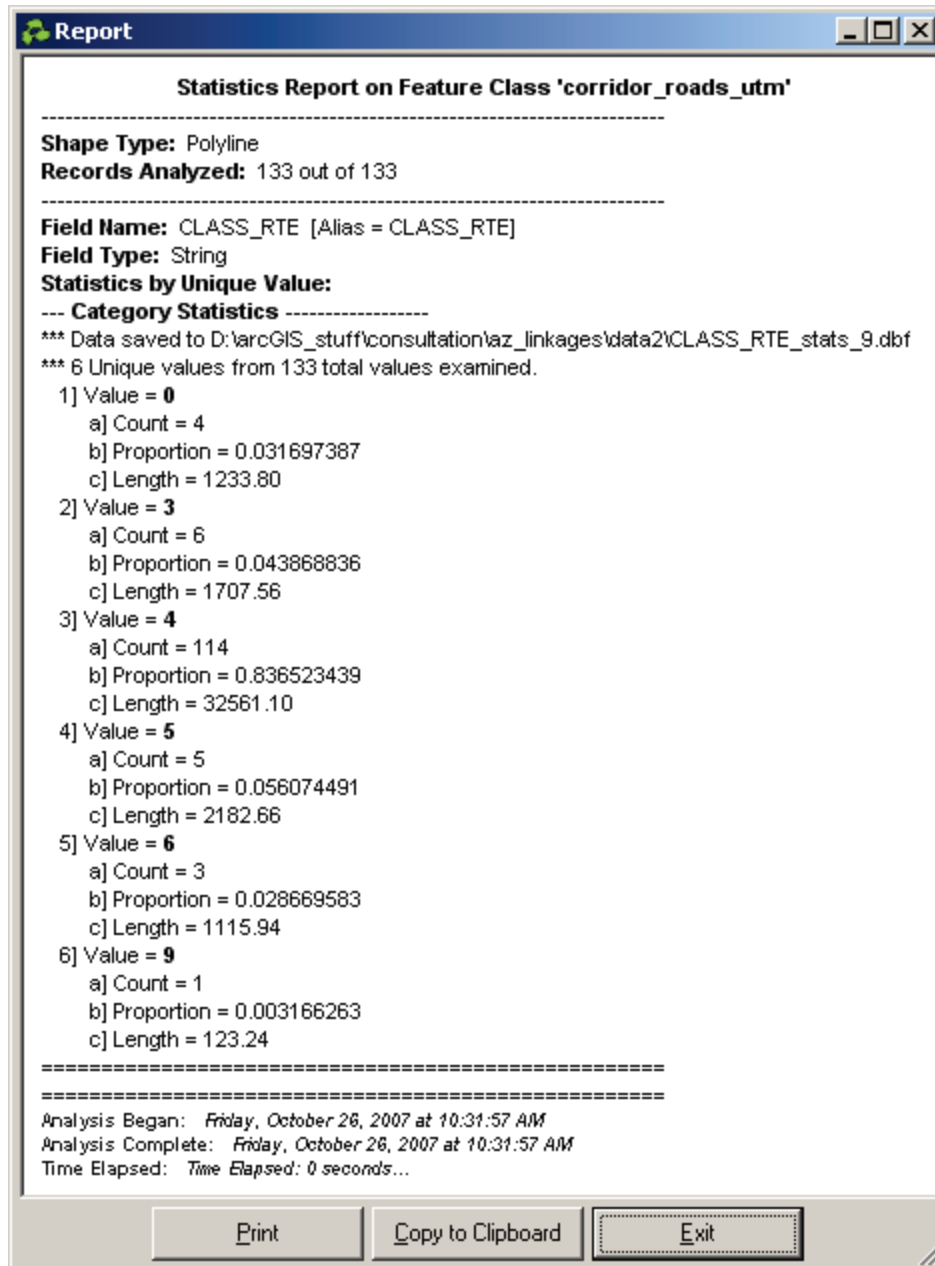 Report
Statistics Report on Feature Class 'corridor_roads_utm'
------------------------------------------------------------------------------
Shape Type: Polyline
Records Analyzed: 133 out of 133
------------------------------------------------------------------------------
Field Name: CLASS_RTE [Alias = CLASS_RTE]
Field Type: String
Statistics by Unique Value:
--- Category Statistics ------------------
*** Data saved to D:\arcGIS_stuff\consultation\az_linkages\data2\CLASS_RTE_stats_9.dbf
*** 6 Unique values from 133 total values examined.
1] Value = 0
a] Count = 4
b] Proportion = 0.031697387
c] Length = 1233.80
2] Value = 3
a] Count = 6
b] Proportion = 0.043868836
c] Length = 1707.56
3] Value = 4
a] Count = 114
b] Proportion = 0.836523439
c] Length = 32561.10
4] Value = 5
a] Count = 5
b] Proportion = 0.056074491
c] Length = 2182.66
5] Value = 6
a] Count = 3
b] Proportion = 0.028669583
c] Length = 1115.94
6] Value = 9
a] Count = 1
b] Proportion = 0.003166263
c] Length = 123.24
====================================================
====================================================
Analysis Began: Friday, October 26, 2007 at 10:31:57 AM
Analysis Complete: Friday, October 26, 2007 at 10:31:57 AM
Time Elapsed: Time Elapsed: 0 seconds...
Print Copy to Clipboard Exit